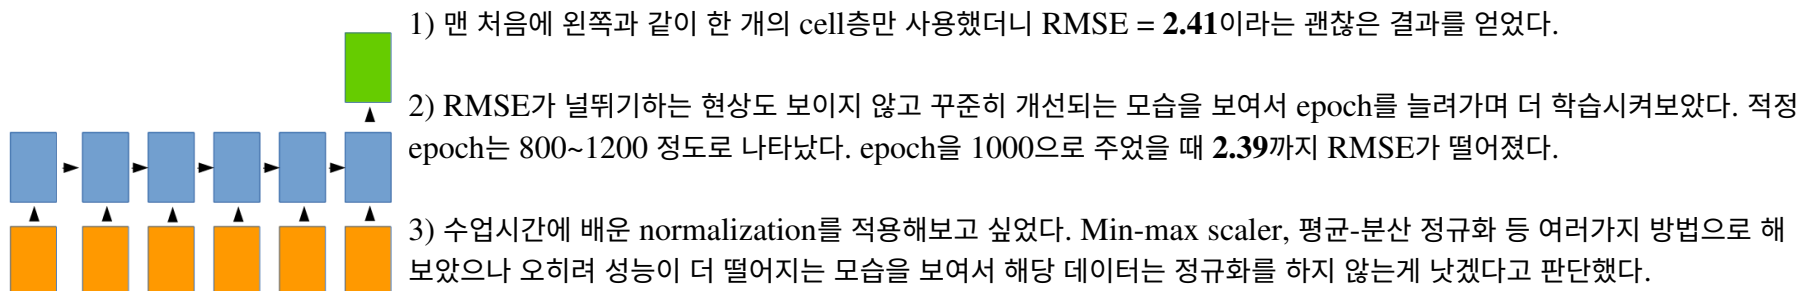 1) 맨 처음에 왼쪽과 같이 한 개의 cell층만 사용했더니 RMSE = 2.41이라는 괜찮은 결과를 얻었다.
2) RMSE가 널뛰기하는 현상도 보이지 않고 꾸준히 개선되는 모습을 보여서 epoch를 늘려가며 더 학습시켜보았다. 적정
epoch는 800~1200 정도로 나타났다. epoch을 1000으로 주었을 때 2.39까지 RMSE가 떨어졌다.
3) 수업시간에 배운 normalization를 적용해보고 싶었다. Min-max scaler, 평균-분산 정규화 등 여러가지 방법으로 해
보았으나 오히려 성능이 더 떨어지는 모습을 보여서 해당 데이터는 정규화를 하지 않는게 낫겠다고 판단했다.